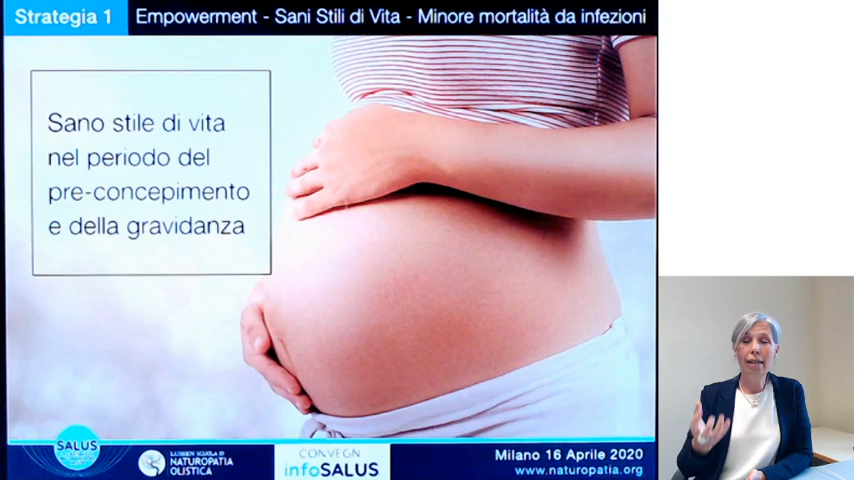 Strategia 1
Empowerment - Sani Stili di Vita - Minore mortalità da infezioni
Sano stile di vita
nel periodo del
pre-concepimento
e della gravidanza
SALUS
NATUROPATIA
OLISTICA
CONVEGNI
infoSALUS
Milano 16 Aprile 2020
www.naturopatia.org